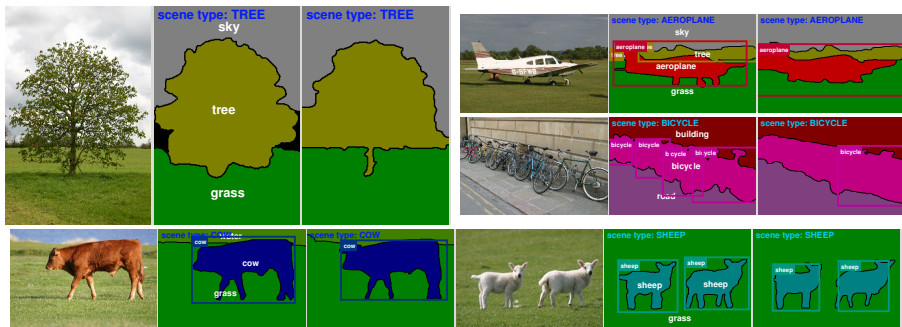 scene type: TREE
sky
tree
grass
scene type: TREE
scene type: AEROPLANE
sky
aeroplane
tree
aeroplane
grass
scene type: AEROPLANE
aeroplane
G-BFWB
scene type: BICYCLE
building
bicycle
bicycle
bicycle
bicycle
bicycle
road
scene type: BICYCLE
bicycle
scene type: COW
water
cow
cow
grass
scene type: COW
cow
scene type: SHEEP
sheep
sheep
sheep
sheep
grass
scene type: SHEEP
sheep
sheep